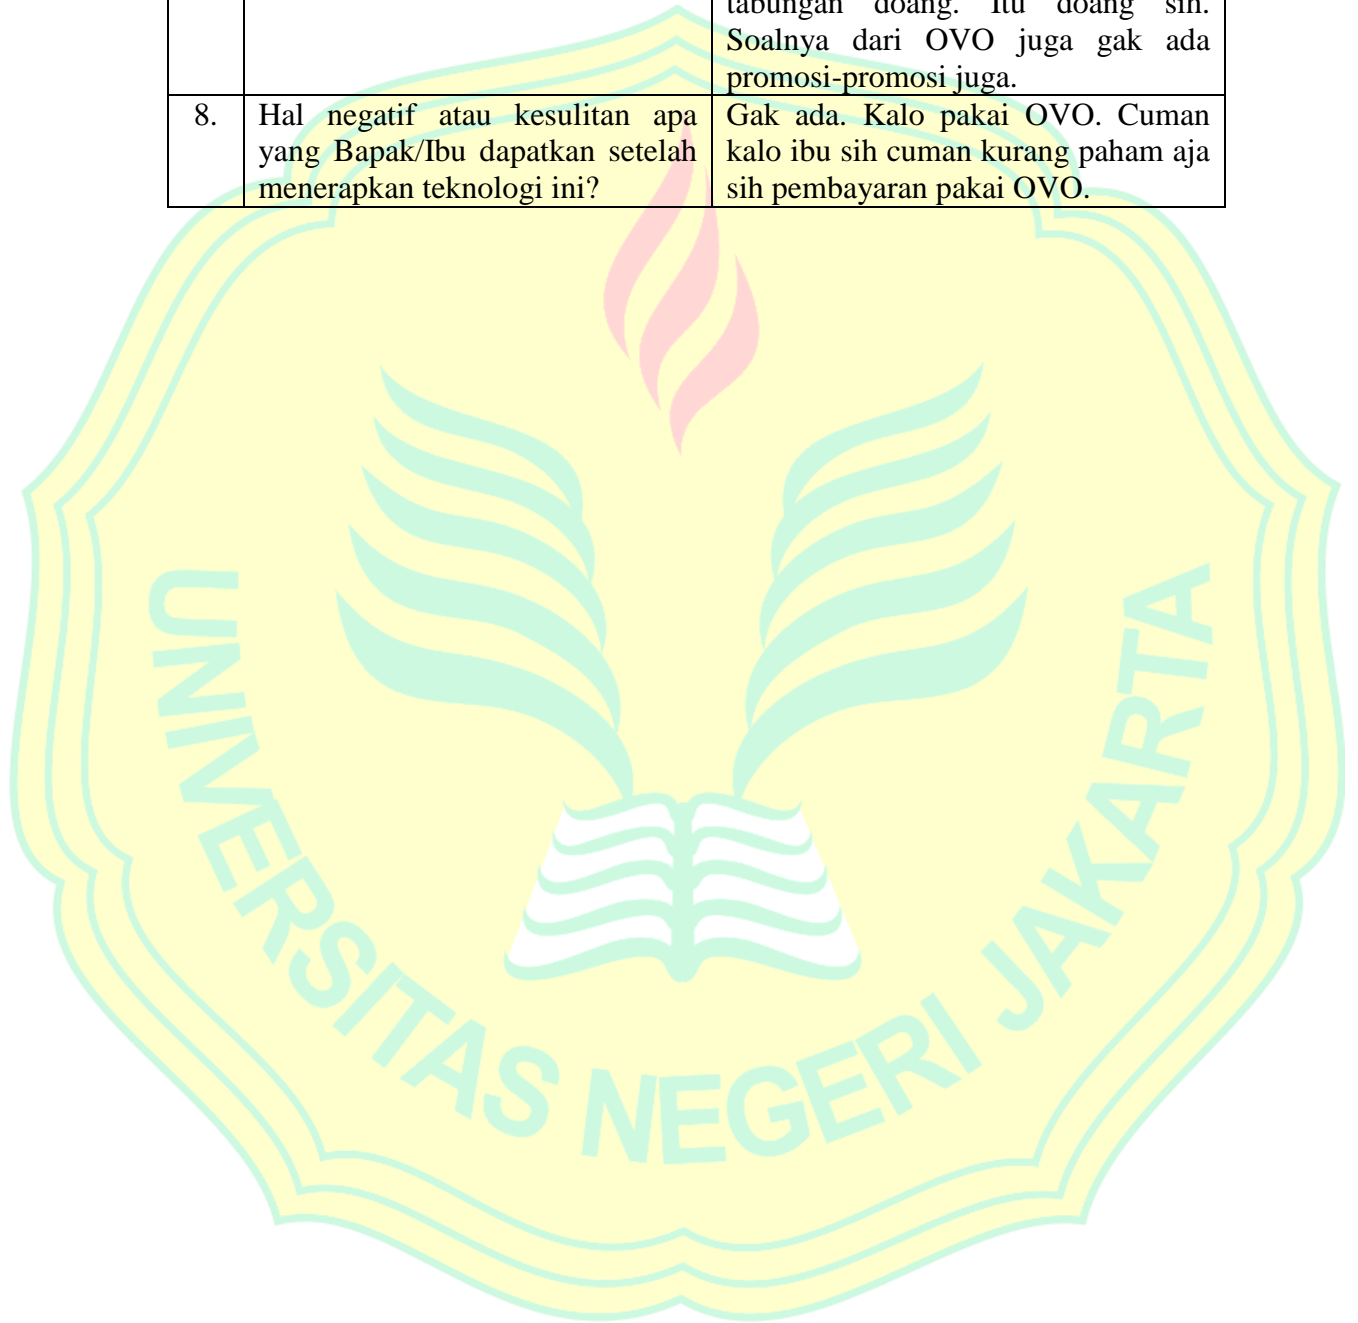 tabungan doang. Itu doang sih.
Soalnya dari OVO juga gak ada
promosi-promosi juga.
8.
Hal negatif atau kesulitan apa
yang Bapak/Ibu dapatkan setelah
menerapkan teknologi ini?
Gak ada. Kalo pakai OVO. Cuman
kalo ibu sih cuman kurang paham aja
sih pembayaran pakai OVO.
UNIVERSITAS NEGERI JAKARTA